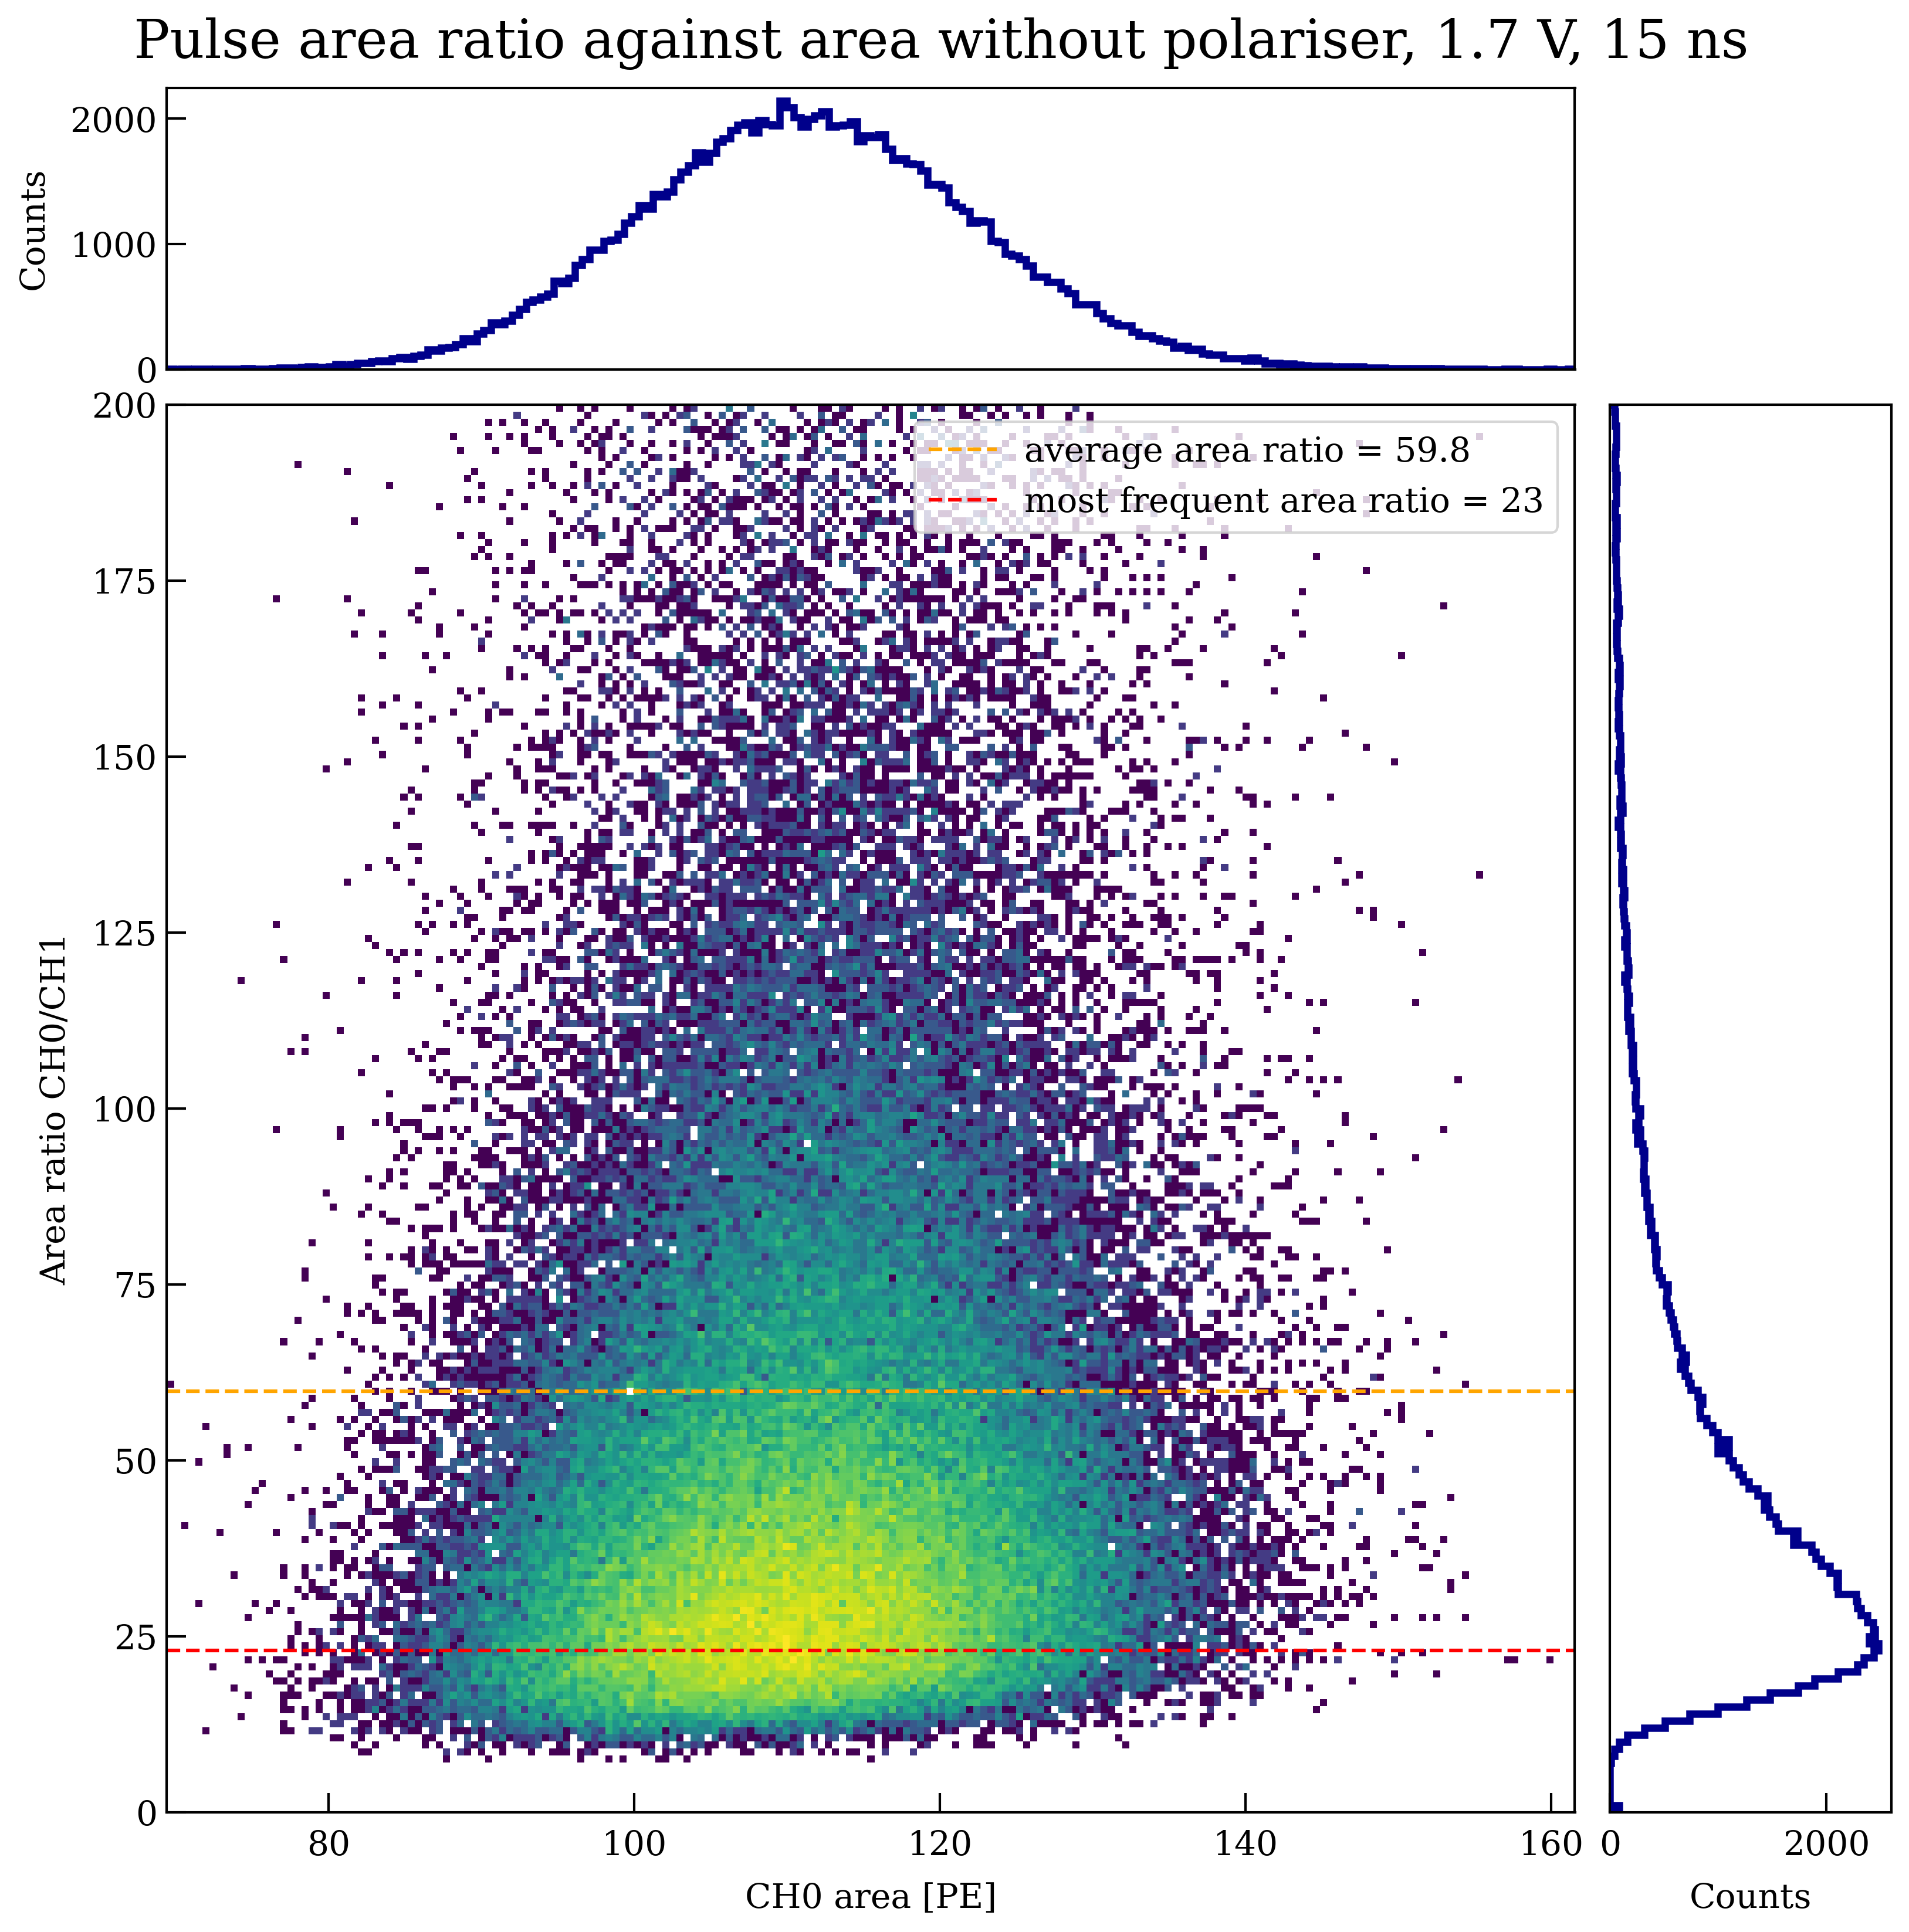 Pulse area ratio against area without polariser, 1.7 V, 15 ns
2000
1000
0
Counts
200
175
150
125
100
75
50
25
0
Area ratio CH0/CH1
average area ratio = 59.8
most frequent area ratio = 23
80
100
120
140
160
CH0 area [PE]
0
2000
Counts